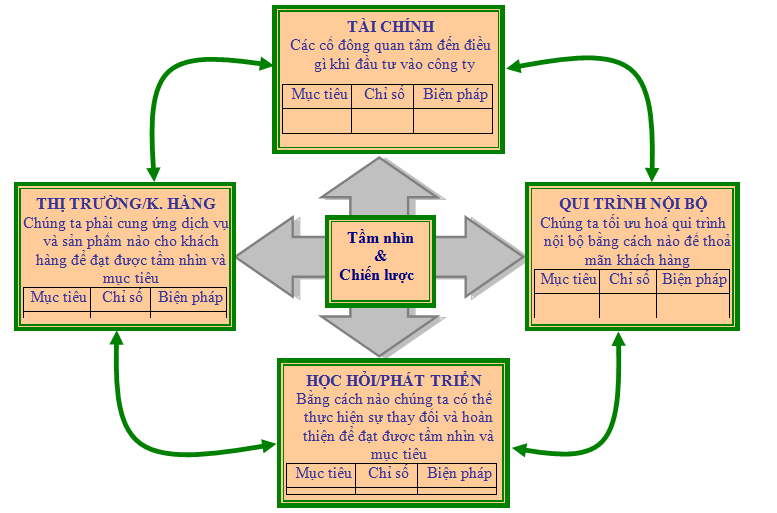 TÀI CHÍNH
Các cổ đông quan tâm đến điều
gì khi đầu tư vào công ty
Mục tiêu Chỉ số Biện pháp
THỊ TRƯỜNG/K. HÀNG
Chúng ta phải cung ứng dịch vụ
và sản phẩm nào cho khách
hàng để đạt được tầm nhìn và
mục tiêu
Mục tiêu Chỉ số Biện pháp
Tầm nhìn
&
Chiến lược
QUI TRÌNH NỘI BỘ
Chúng ta tối ưu hoá qui trình
nội bộ bằng cách nào để thoả
mãn khách hàng
Mục tiêu Chỉ số Biện pháp
HỌC HỎI/PHÁT TRIỂN
Bằng cách nào chúng ta có thể
thực hiện sự thay đổi và hoàn
thiện để đạt được tầm nhìn và
mục tiêu
Mục tiêu Chỉ số Biện pháp